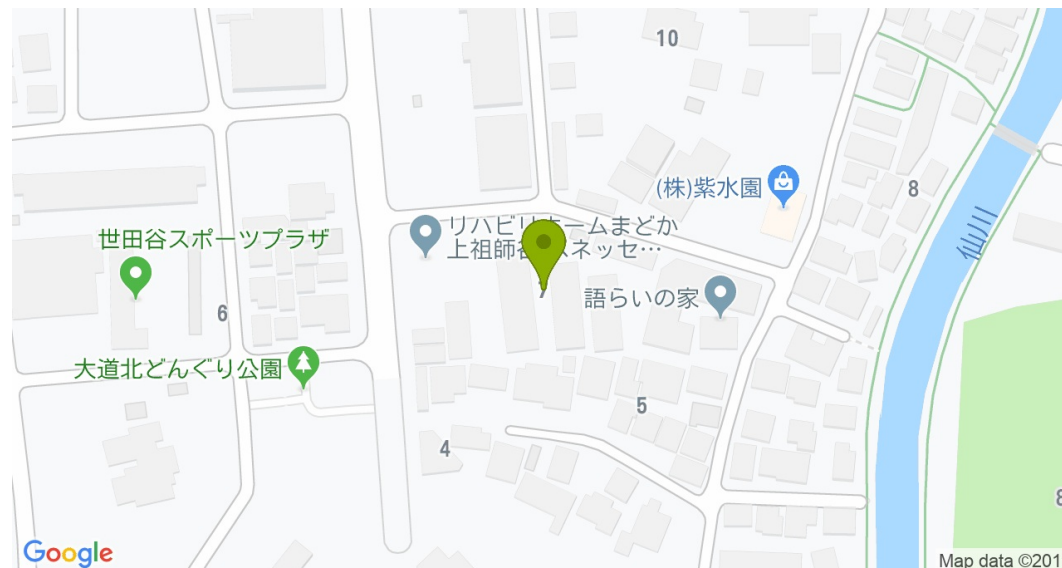 10
(株)紫水園
8
仙川
リハビリホームまどか
世田谷スポーツプラザ
上祖師谷
ネッセ…
7
語らいの家
6
大道北どんぐり公園
5
4
8
Google
Map data ©201